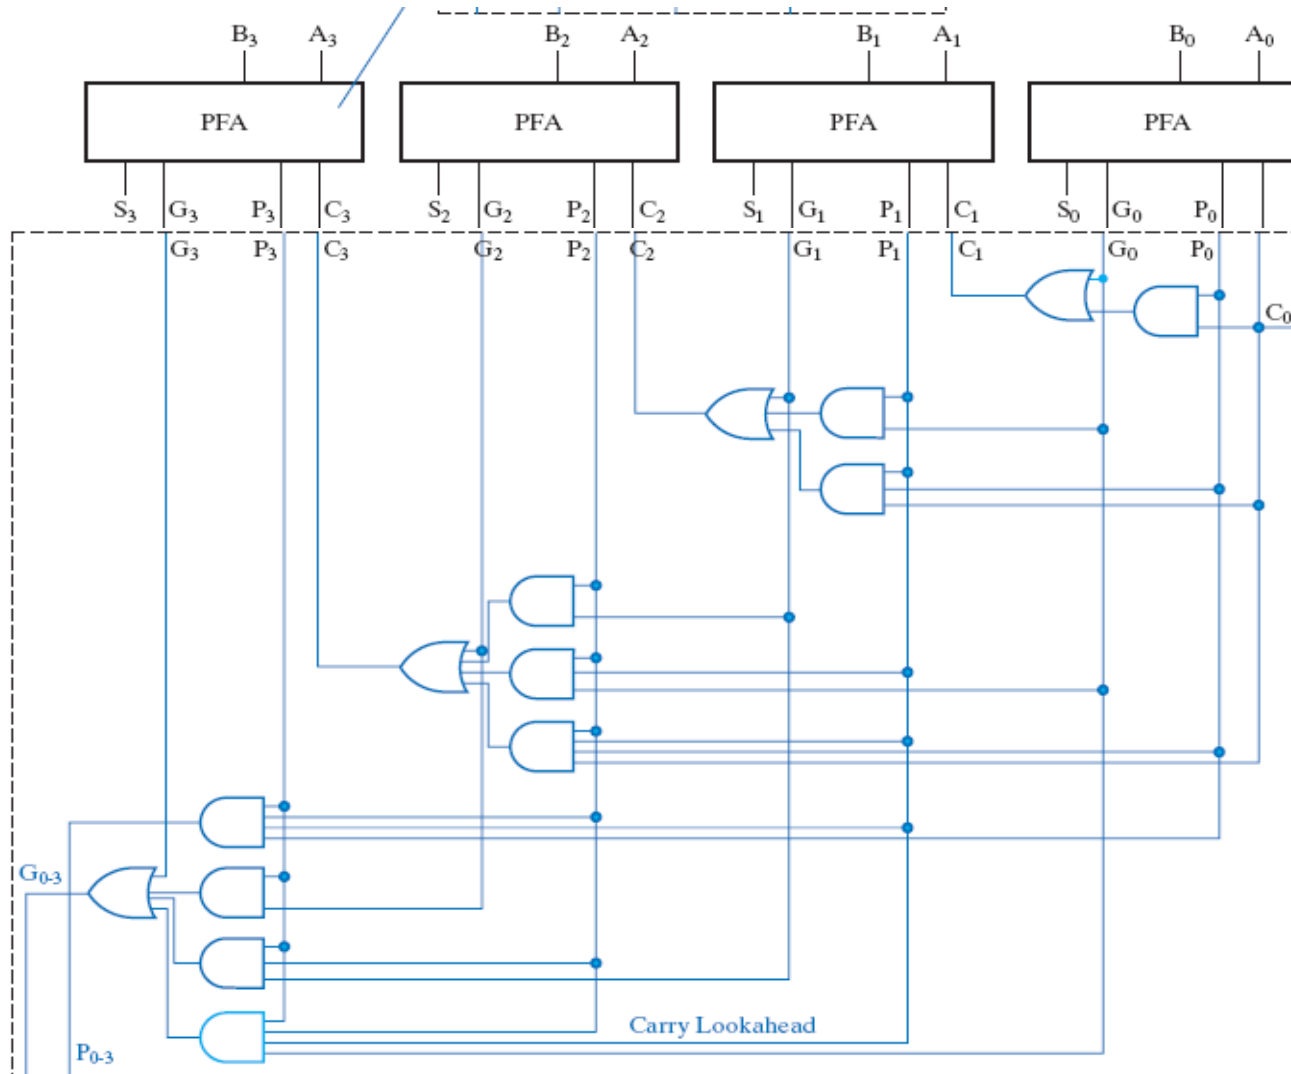 B3 A3 B2 A2 B1 A1 B0 A0
PFA PFA PFA PFA
S3 G3 P3 C3 S2 G2 P2 C2 S1 G1 P1 C1 S0 G0 P0
G3 P3 C3 G2 P2 C2 G1 P1 C1 G0 P0
C0
G0-3
Carry Lookahead
P0-3